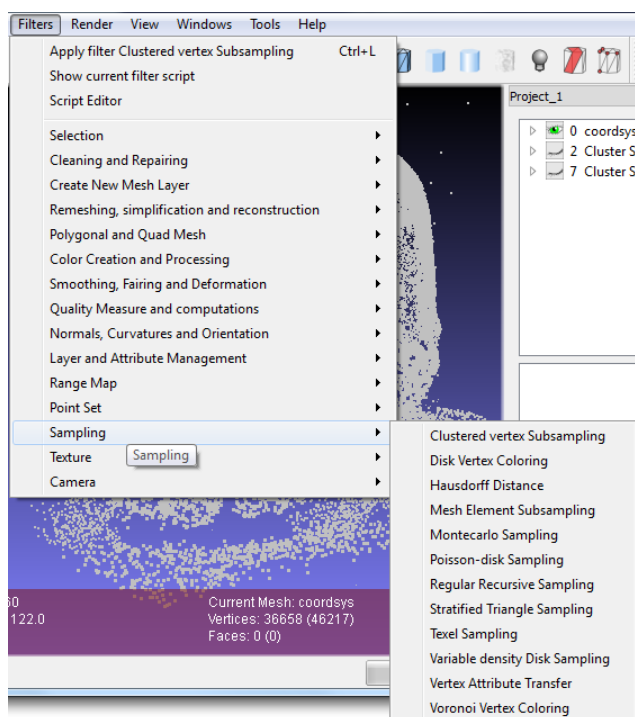 Filters Render View Windows Tools Help
Apply filter Clustered vertex Subsampling Ctrl+L
Show current filter script
Script Editor
Project_1
0 coordsys
2 Cluster S
7 Cluster S
Selection
Cleaning and Repairing
Create New Mesh Layer
Remeshing, simplification and reconstruction
Polygonal and Quad Mesh
Color Creation and Processing
Smoothing, Fairing and Deformation
Quality Measure and computations
Normals, Curvatures and Orientation
Layer and Attribute Management
Range Map
Point Set
Sampling
Texture
Sampling
Camera
Clustered vertex Subsampling
Disk Vertex Coloring
Hausdorff Distance
Mesh Element Subsampling
Montecarlo Sampling
Poisson-disk Sampling
Regular Recursive Sampling
Stratified Triangle Sampling
Texel Sampling
Variable density Disk Sampling
Vertex Attribute Transfer
Voronoi Vertex Coloring
60
122.0
Current Mesh: coordsys
Vertices: 36658 (46217)
Faces: 0 (0)